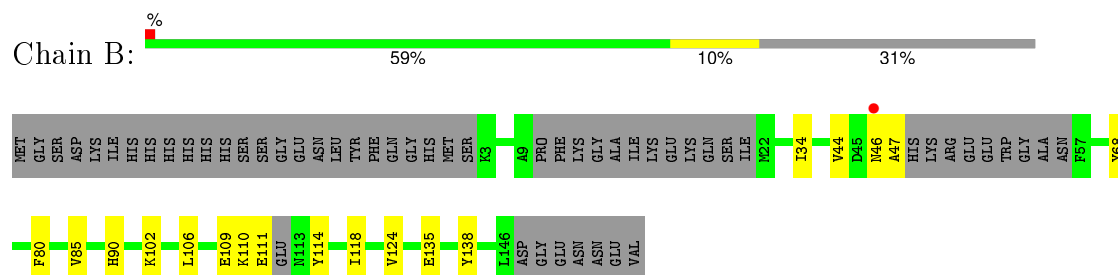 %
Chain B:
59% 10% 31%
MET GLY SER ASP LYS ILE HIS HIS HIS HIS HIS HIS SER SER GLY GLU ASN LEU TYR PHE GLN GLY HIS MET SER K3 A9 PRO PHE LYS GLY ALA ILE LYS GLU LYS GLN SER ILE M22 I34 V44 D45 N46 A47 HIS LYS ARG GLU GLU TRP GLY ALA ASN F57 Y68
F80 V85 H90 K102 L106 E109 K110 E111 GLU N113 Y114 I118 V124 E135 Y138 L146 ASP GLY GLU ASN ASN GLU VAL